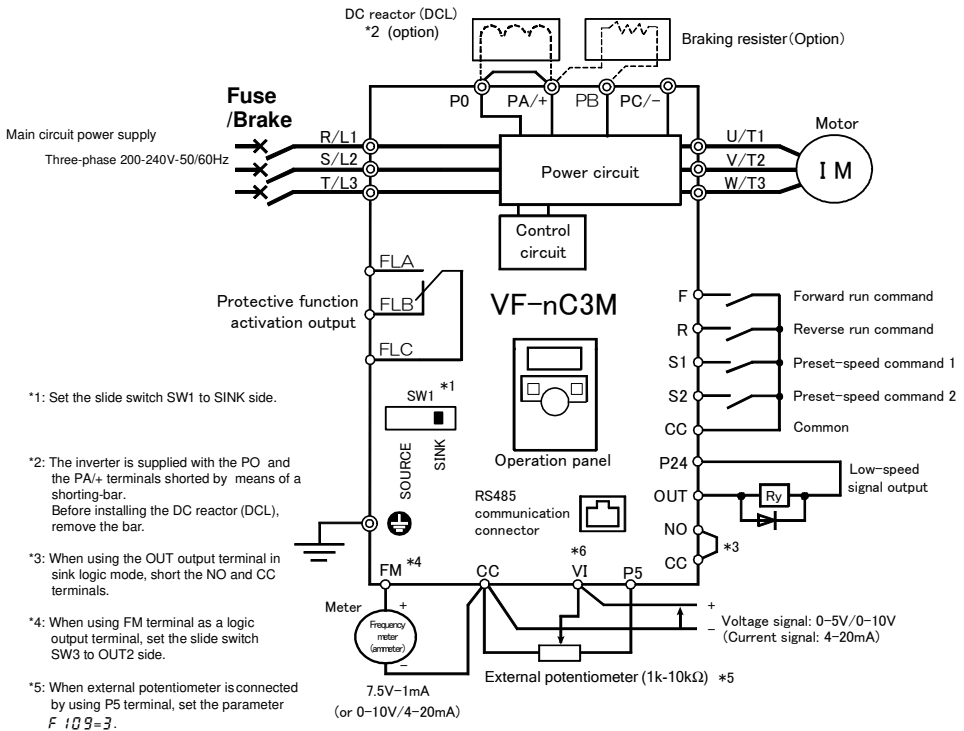 DC reactor (DCL)
*2 (option)
Braking resister(Option)
P0
PA/+
PB
PC/-
Fuse
/Brake
Main circuit power supply
Three-phase 200-240V-50/60Hz
R/L1
S/L2
T/L3
Power circuit
U/T1
V/T2
W/T3
Motor
I M
Control
circuit
FLA
FLB
FLC
Protective function
activation output
VF-nC3M
F
Forward run command
R
Reverse run command
S1
Preset-speed command 1
S2
Preset-speed command 2
CC
Common
*1
SW1
SOURCE
SINK
Operation panel
P24
OUT
Ry
Low-speed
signal output
NO
CC
*3
RS485
communication
connector
*1: Set the slide switch SW1 to SINK side.
*2: The inverter is supplied with the PO and
the PA/+ terminals shorted by means of a
shorting-bar.
Before installing the DC reactor (DCL),
remove the bar.
*3: When using the OUT output terminal in
sink logic mode, short the NO and CC
terminals.
*4: When using FM terminal as a logic
output terminal, set the slide switch
SW3 to OUT2 side.
*5: When external potentiometer is connected
by using P5 terminal, set the parameter
F109=3.
FM
*4
CC
*6
VI
P5
Meter
+
Frequency
meter
(ammeter)
−
7.5V-1mA
(or 0-10V/4-20mA)
+
−
Voltage signal: 0-5V/0-10V
(Current signal: 4-20mA)
External potentiometer (1k-10kΩ) *5